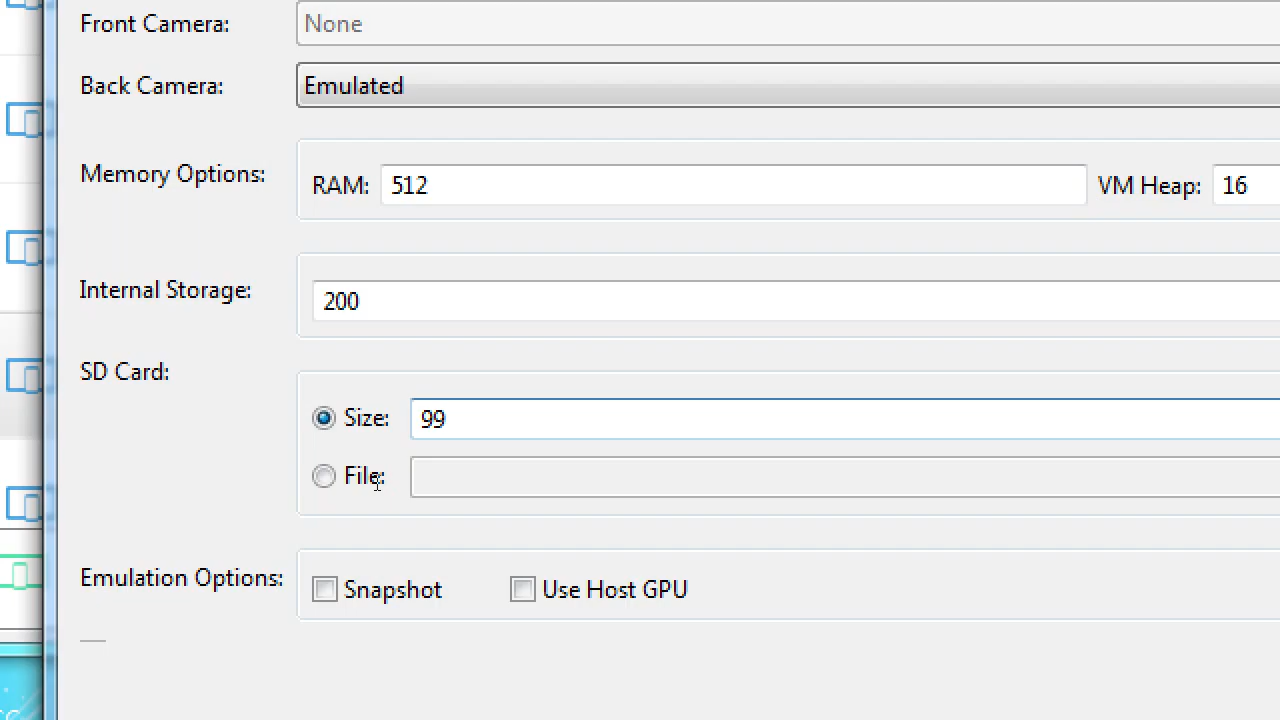 Front Camera: None
Back Camera: Emulated
Memory Options: RAM: 512 VM Heap: 16
Internal Storage: 200
SD Card:
Size: 99
File:
Emulation Options: Snapshot Use Host GPU